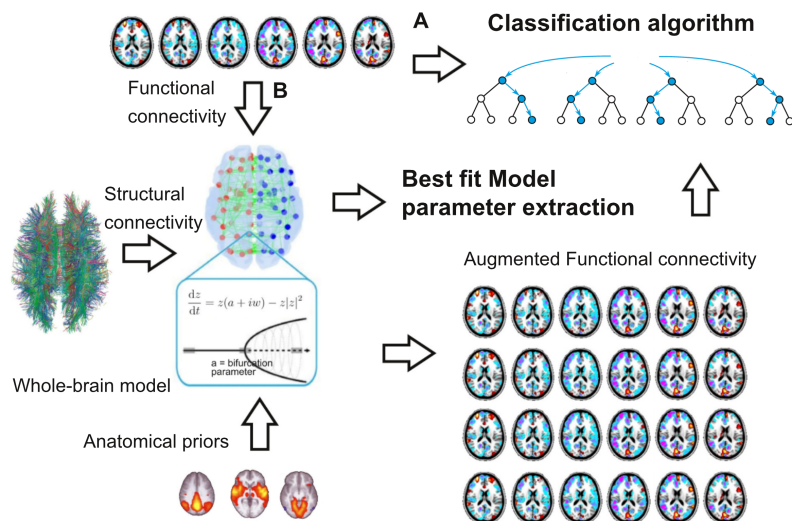 A
Classification algorithm
Functional
connectivity
B
Structural
connectivity
Best fit Model
parameter extraction
Augmented Functional connectivity
dz/dt = z(a + iw) − z|z|²
a = bifurcation
parameter
Whole-brain model
Anatomical priors